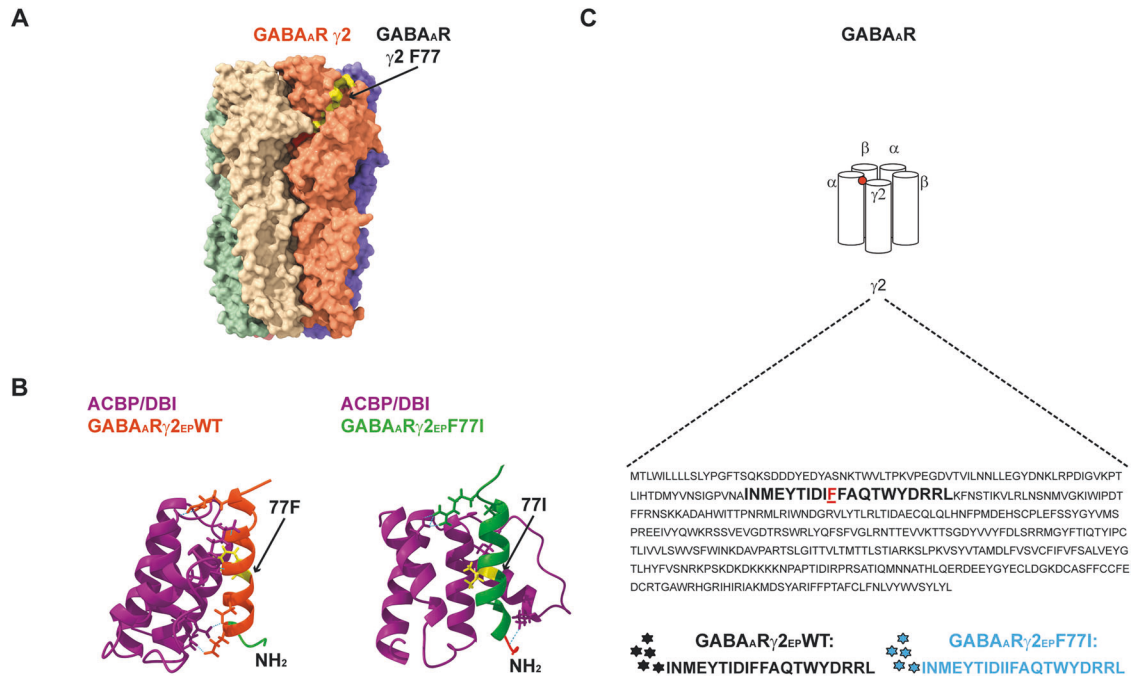 A
GABAAR γ2
GABAAR
γ2 F77
B
ACBP/DBI
GABAARγ2EPWT
77F
NH2
ACBP/DBI
GABAARγ2EPF77I
77I
NH2
C
GABAAR
β α
α β
γ2
γ2
MTLWILLLLSLYPGFTSQKSDDDYEDYASNKTWVLTPKVPEGDVTVILNNLLEGYDNKLRPDIGVKPT
LIHTDMYVNSIGPVNAINMEYTIDIFFAQTWYDRRLKFNSTIKVLRLNSNMVGKIWIPDT
FFRNSKKADAHWITTPNRMLRIWNDGRVLYTLRLTIDAECQLQLHNFPMDEHSCPLEFSSYGYVMS
PREEIVYQWKRSSVEVGDTRSWRLYQFSFVGLRNTTEVVKTTSGDYVVYFDLSRRMGYFTIQTYIPC
TLIVVLSWVSFWINKDAVPARTSLGITTVLTMTTLSTIARKSLPKVSYVTAMDLFVSVCFIFVFSALVEYG
TLHYFVSNRKPSKDKDKKKKNPAPTIDIRPRSATIQMNNATHLQERDEEYGYECLDGKDCASFFCCFE
DCRTGAWRHGRIHIRIAKMDSYARIFFPTAFCLFNLVYWVSYLYL
GABAARγ2EPWT:
INMEYTIDIFFAQTWYDRRL
GABAARγ2EPF77I:
INMEYTIDIIFAQTWYDRRL